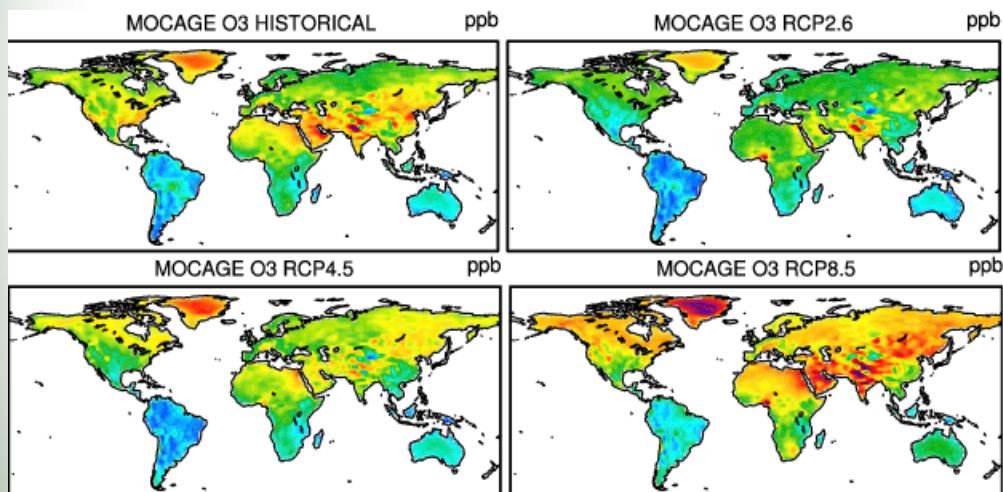 MOCAGE O3 HISTORICAL ppb
MOCAGE O3 RCP2.6 ppb
MOCAGE O3 RCP4.5 ppb
MOCAGE O3 RCP8.5 ppb